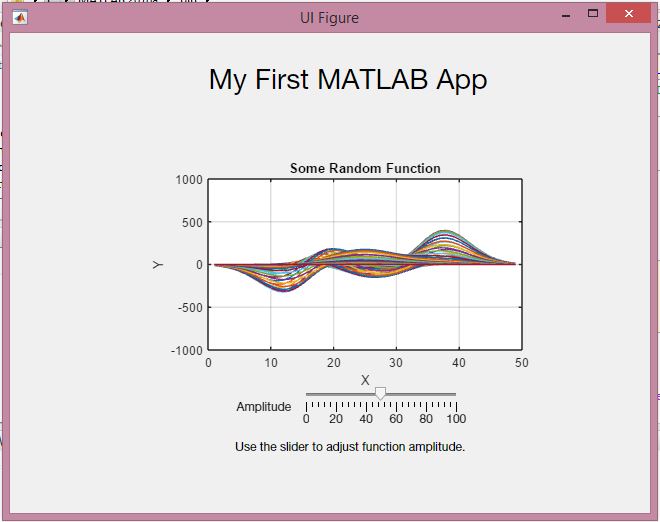 UI Figure
My First MATLAB App
Some Random Function
1000
500
0
-500
-1000
Y
0 10 20 30 40 50
X
Amplitude
0 20 40 60 80 100
Use the slider to adjust function amplitude.